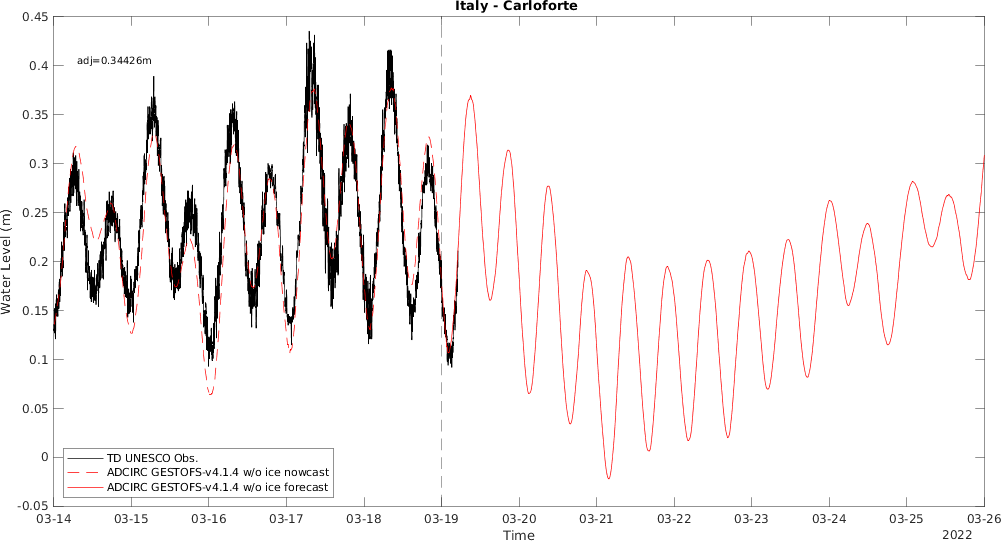 Italy - Carloforte
0.45
0.4
0.35
0.3
0.25
0.2
0.15
0.1
0.05
0
-0.05
Water Level (m)
adj=0.34426m
TD UNESCO Obs.
ADCIRC GESTOFS-v4.1.4 w/o ice nowcast
ADCIRC GESTOFS-v4.1.4 w/o ice forecast
03-14 03-15 03-16 03-17 03-18 03-19 03-20 03-21 03-22 03-23 03-24 03-25 03-26
Time
2022